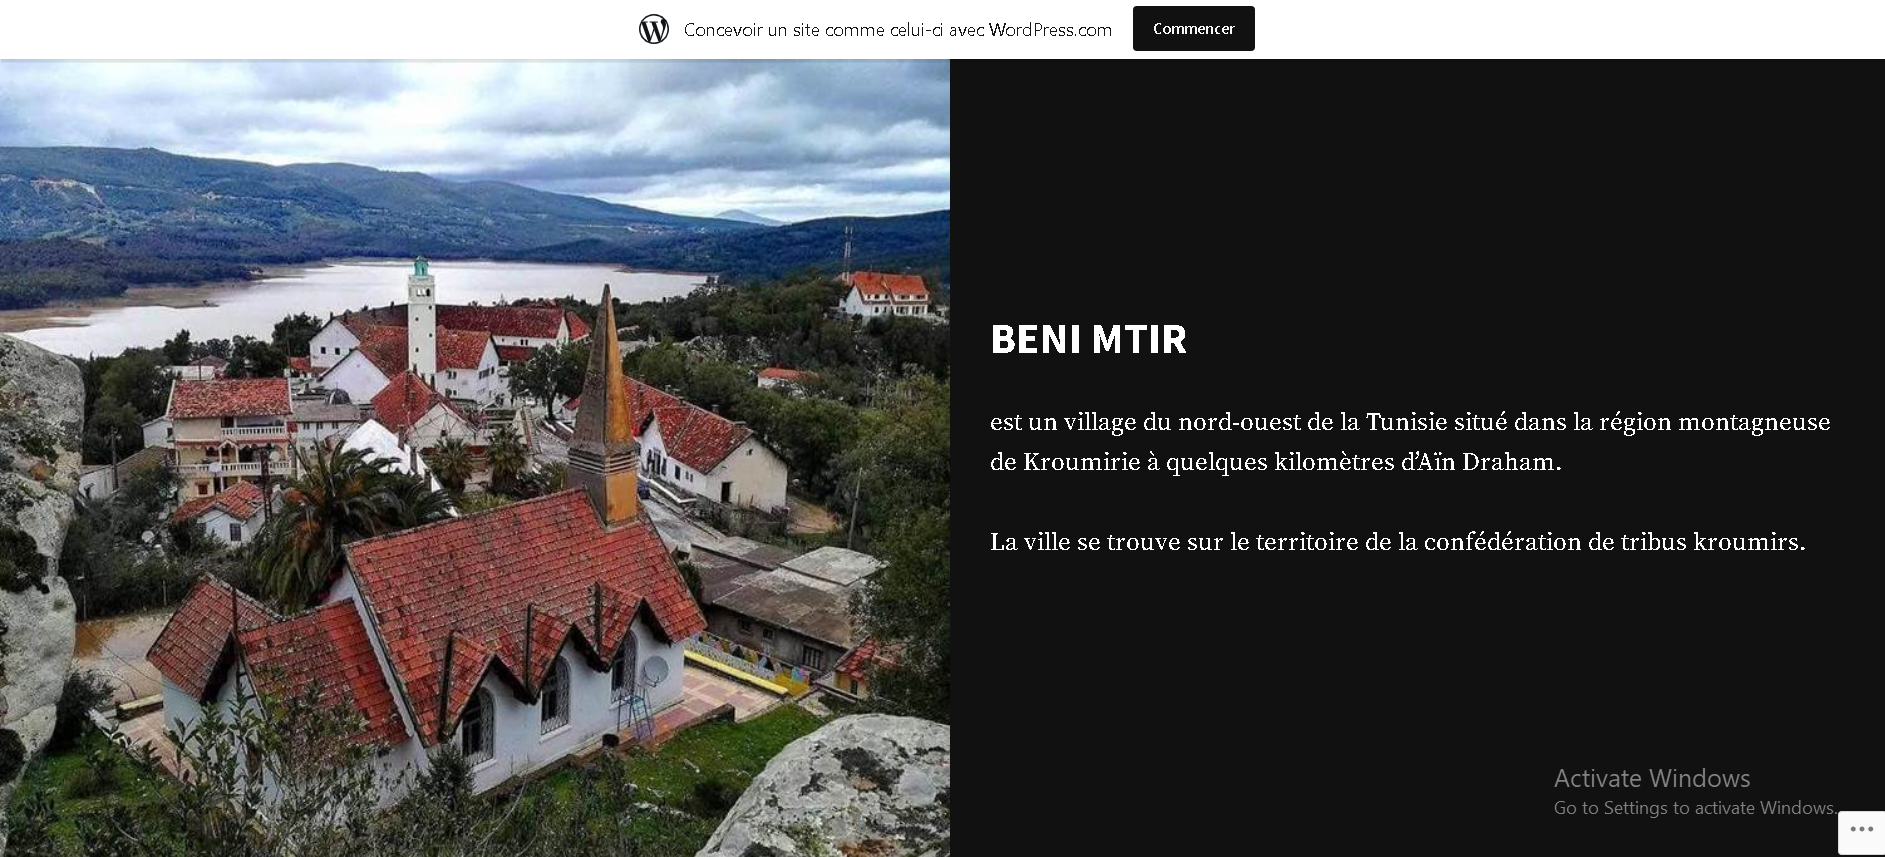 Concevoir un site comme celui-ci avec WordPress.com
Commencer
BENI MTIR
est un village du nord-ouest de la Tunisie situé dans la région montagneuse
de Kroumirie à quelques kilomètres d’Aïn Draham.
La ville se trouve sur le territoire de la confédération de tribus kroumirs.
Activate Windows
Go to Settings to activate Windows.